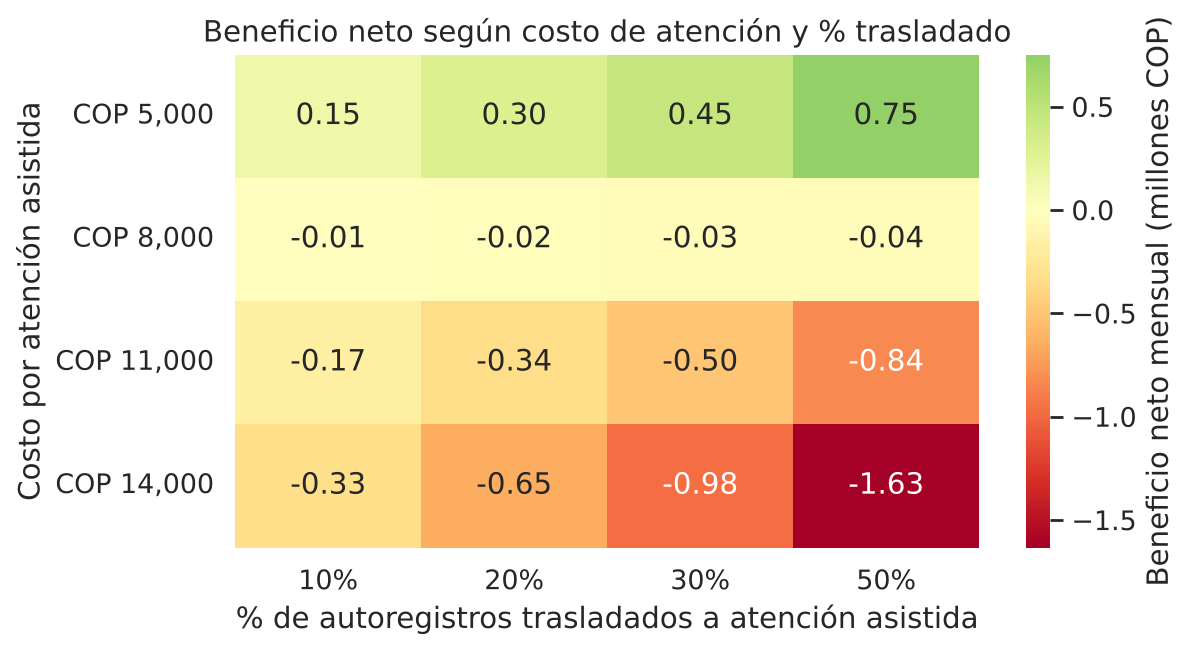 Beneficio neto según costo de atención y % trasladado
Costo por atención asistida
COP 5,000 0.15 0.30 0.45 0.75
COP 8,000 -0.01 -0.02 -0.03 -0.04
COP 11,000 -0.17 -0.34 -0.50 -0.84
COP 14,000 -0.33 -0.65 -0.98 -1.63
10% 20% 30% 50%
% de autoregistros trasladados a atención asistida
0.5
0.0
−0.5
−1.0
−1.5
Beneficio neto mensual (millones COP)